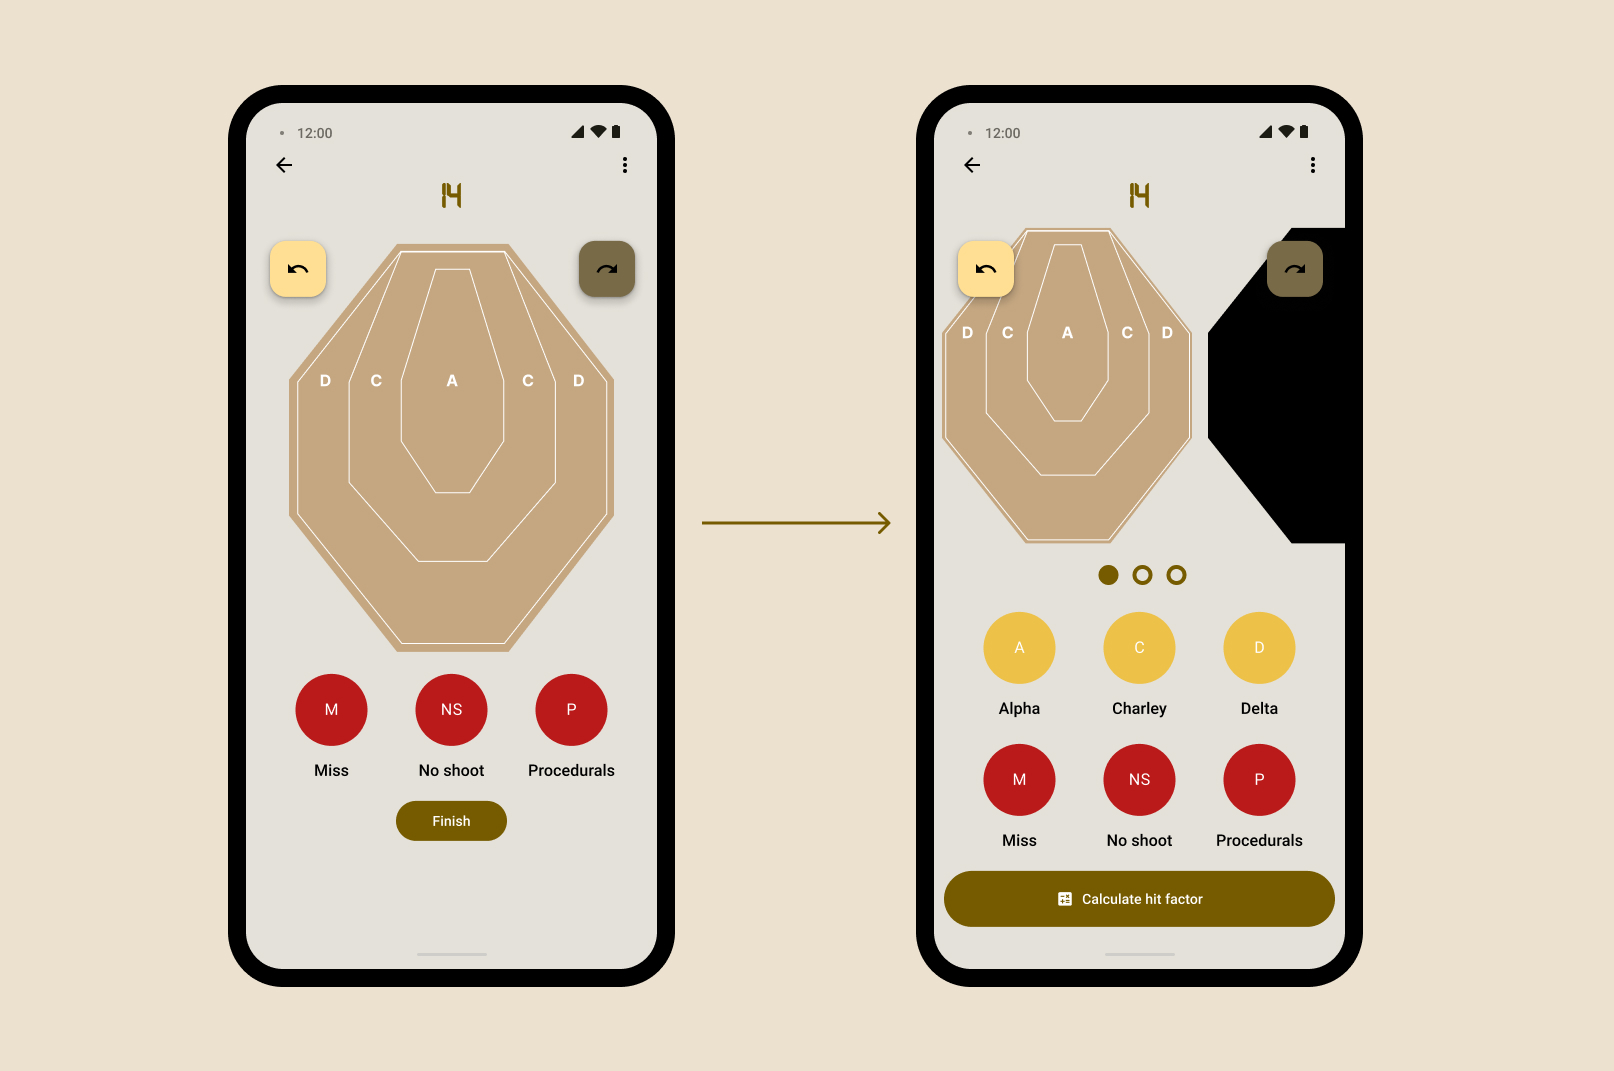 12:00
14
D C A C D
M NS P
Miss No shoot Procedurals
Finish
12:00
14
D C A C D
A C D
Alpha Charley Delta
M NS P
Miss No shoot Procedurals
Calculate hit factor